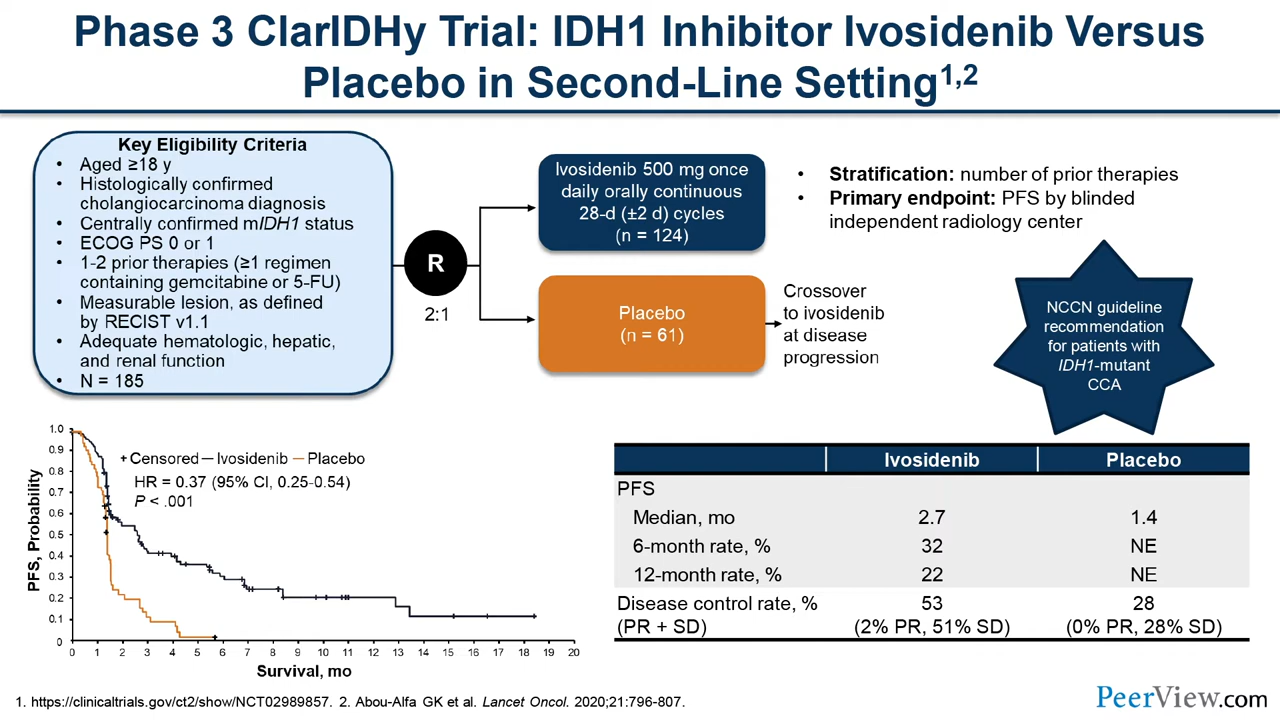 Phase 3 ClarIDHy Trial: IDH1 Inhibitor Ivosidenib Versus
Placebo in Second-Line Setting1,2
Key Eligibility Criteria
• Aged ≥18 y
• Histologically confirmed
cholangiocarcinoma diagnosis
• Centrally confirmed mIDH1 status
• ECOG PS 0 or 1
• 1-2 prior therapies (≥1 regimen
containing gemcitabine or 5-FU)
• Measurable lesion, as defined
by RECIST v1.1
• Adequate hematologic, hepatic,
and renal function
• N = 185
R
2:1
Ivosidenib 500 mg once
daily orally continuous
28-d (±2 d) cycles
(n = 124)
Placebo
(n = 61)
Crossover
to ivosidenib
at disease
progression
• Stratification: number of prior therapies
• Primary endpoint: PFS by blinded
independent radiology center
NCCN guideline
recommendation
for patients with
IDH1-mutant
CCA
PFS, Probability
1.0
0.9
0.8
0.7
0.6
0.5
0.4
0.3
0.2
0.1
0
+ Censored — Ivosidenib — Placebo
HR = 0.37 (95% CI, 0.25-0.54)
P < .001
0 1 2 3 4 5 6 7 8 9 10 11 12 13 14 15 16 17 18 19 20
Survival, mo
Ivosidenib Placebo
PFS
Median, mo 2.7 1.4
6-month rate, % 32 NE
12-month rate, % 22 NE
Disease control rate, % 53 28
(PR + SD) (2% PR, 51% SD) (0% PR, 28% SD)
1. https://clinicaltrials.gov/ct2/show/NCT02989857. 2. Abou-Alfa GK et al. Lancet Oncol. 2020;21:796-807.
PeerView.com